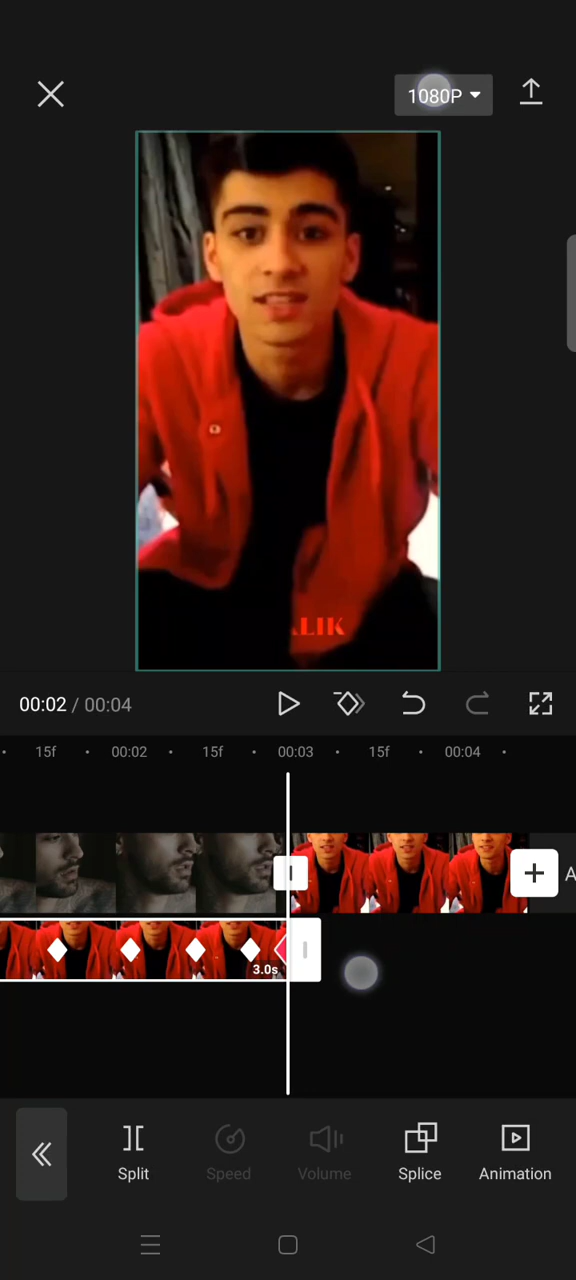 1080P
LIK
00:02 / 00:04
15f 00:02 15f 00:03 15f 00:04
A
3.0s
Split Speed Volume Splice Animation